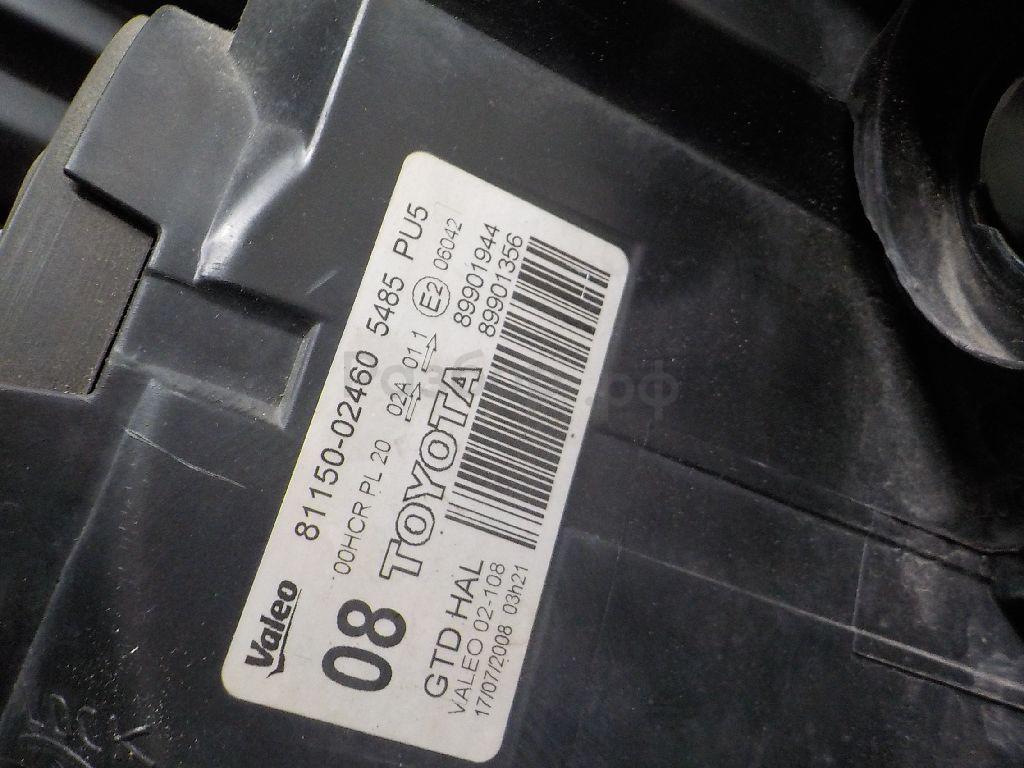 Valeo
81150-02460 5485 PU5
00HCR PL 20 02A 01.1 E2 06042
08 TOYOTA 89901944
89901356
GTD HAL
VALEO 02-108
17/07/2008 03h21